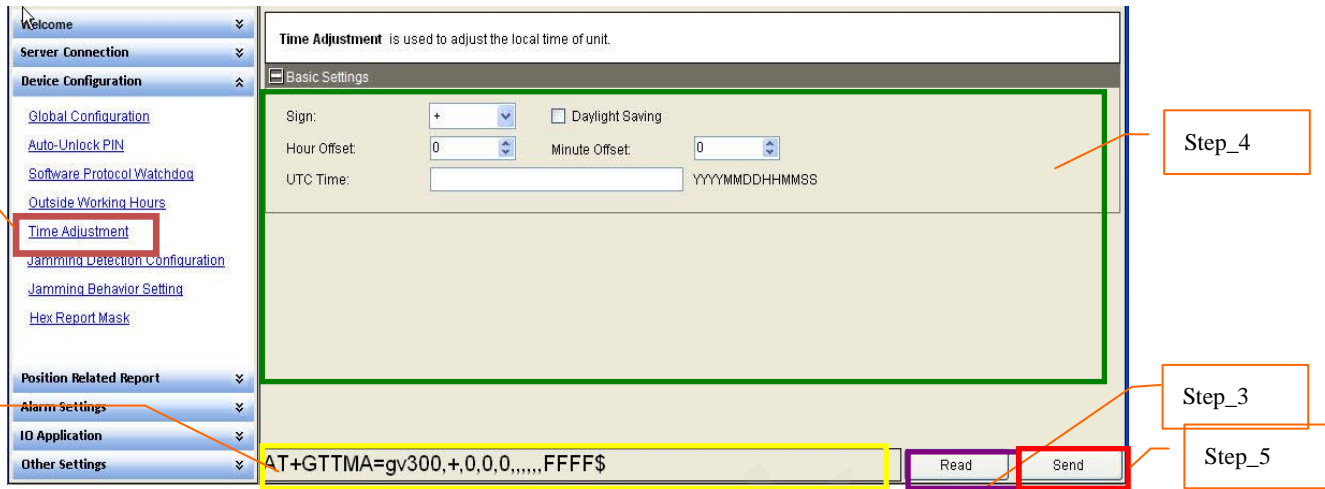 Welcome
Server Connection
Device Configuration
Global Configuration
Auto-Unlock PIN
Software Protocol Watchdog
Outside Working Hours
Time Adjustment
Jamming Detection Configuration
Jamming Behavior Setting
Hex Report Mask
Position Related Report
Alarm Settings
IO Application
Other Settings
Time Adjustment is used to adjust the local time of unit.
Basic Settings
Sign: + Daylight Saving
Hour Offset: 0 Minute Offset: 0
UTC Time: YYYYMMDDHHMMSS
AT+GTTMA=gv300,+,0,0,0,,,,,,FFFF$
Read Send
Step_4
Step_3
Step_5